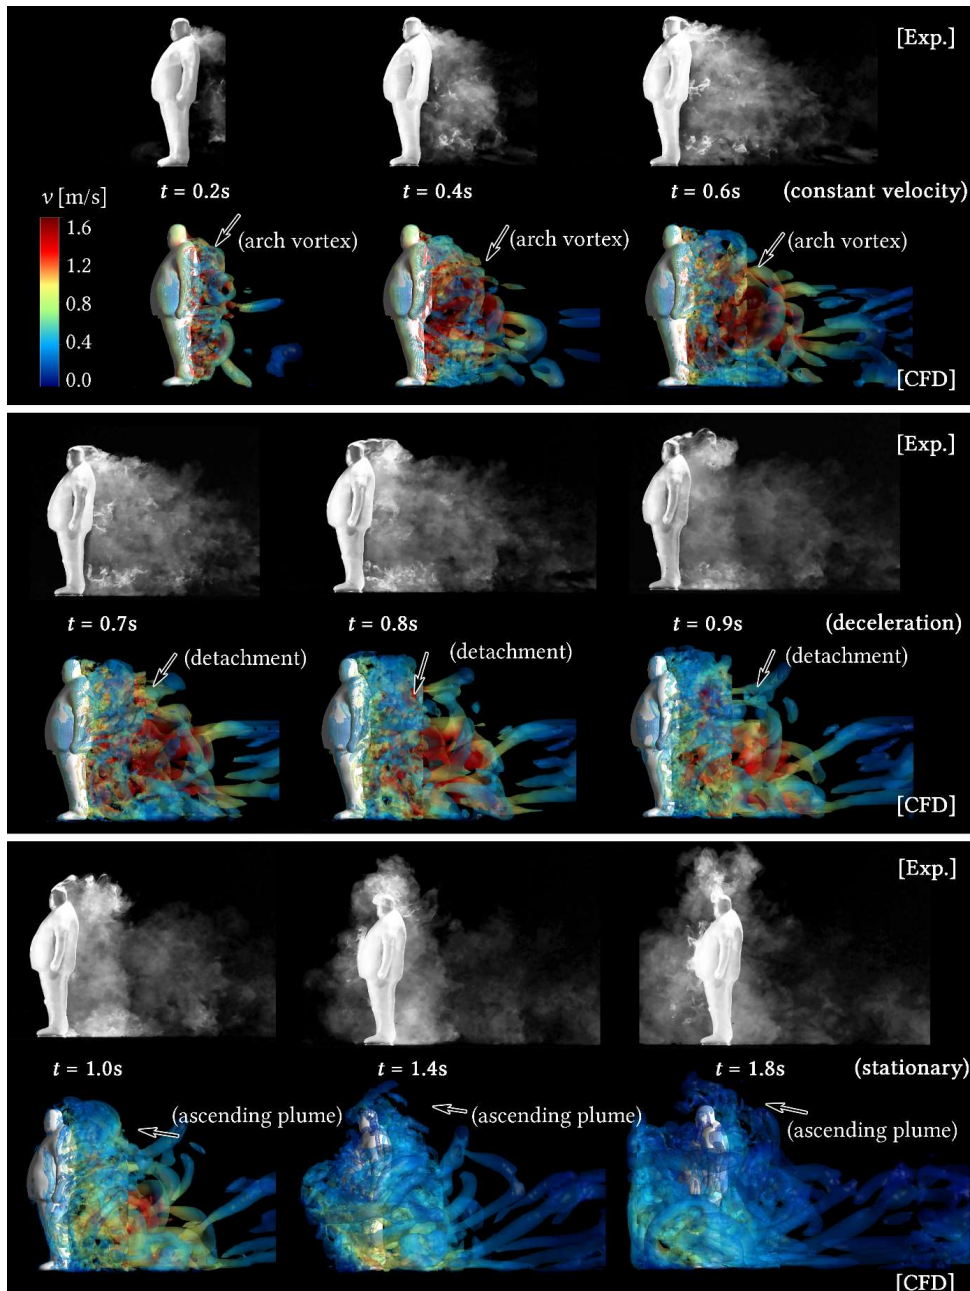 [Exp.]
t = 0.2s
t = 0.4s
t = 0.6s
(constant velocity)
v [m/s]
1.6
1.2
0.8
0.4
0.0
(arch vortex)
(arch vortex)
(arch vortex)
[CFD]
[Exp.]
t = 0.7s
t = 0.8s
t = 0.9s
(deceleration)
(detachment)
(detachment)
(detachment)
[CFD]
[Exp.]
t = 1.0s
t = 1.4s
t = 1.8s
(stationary)
(ascending plume)
(ascending plume)
(ascending plume)
[CFD]